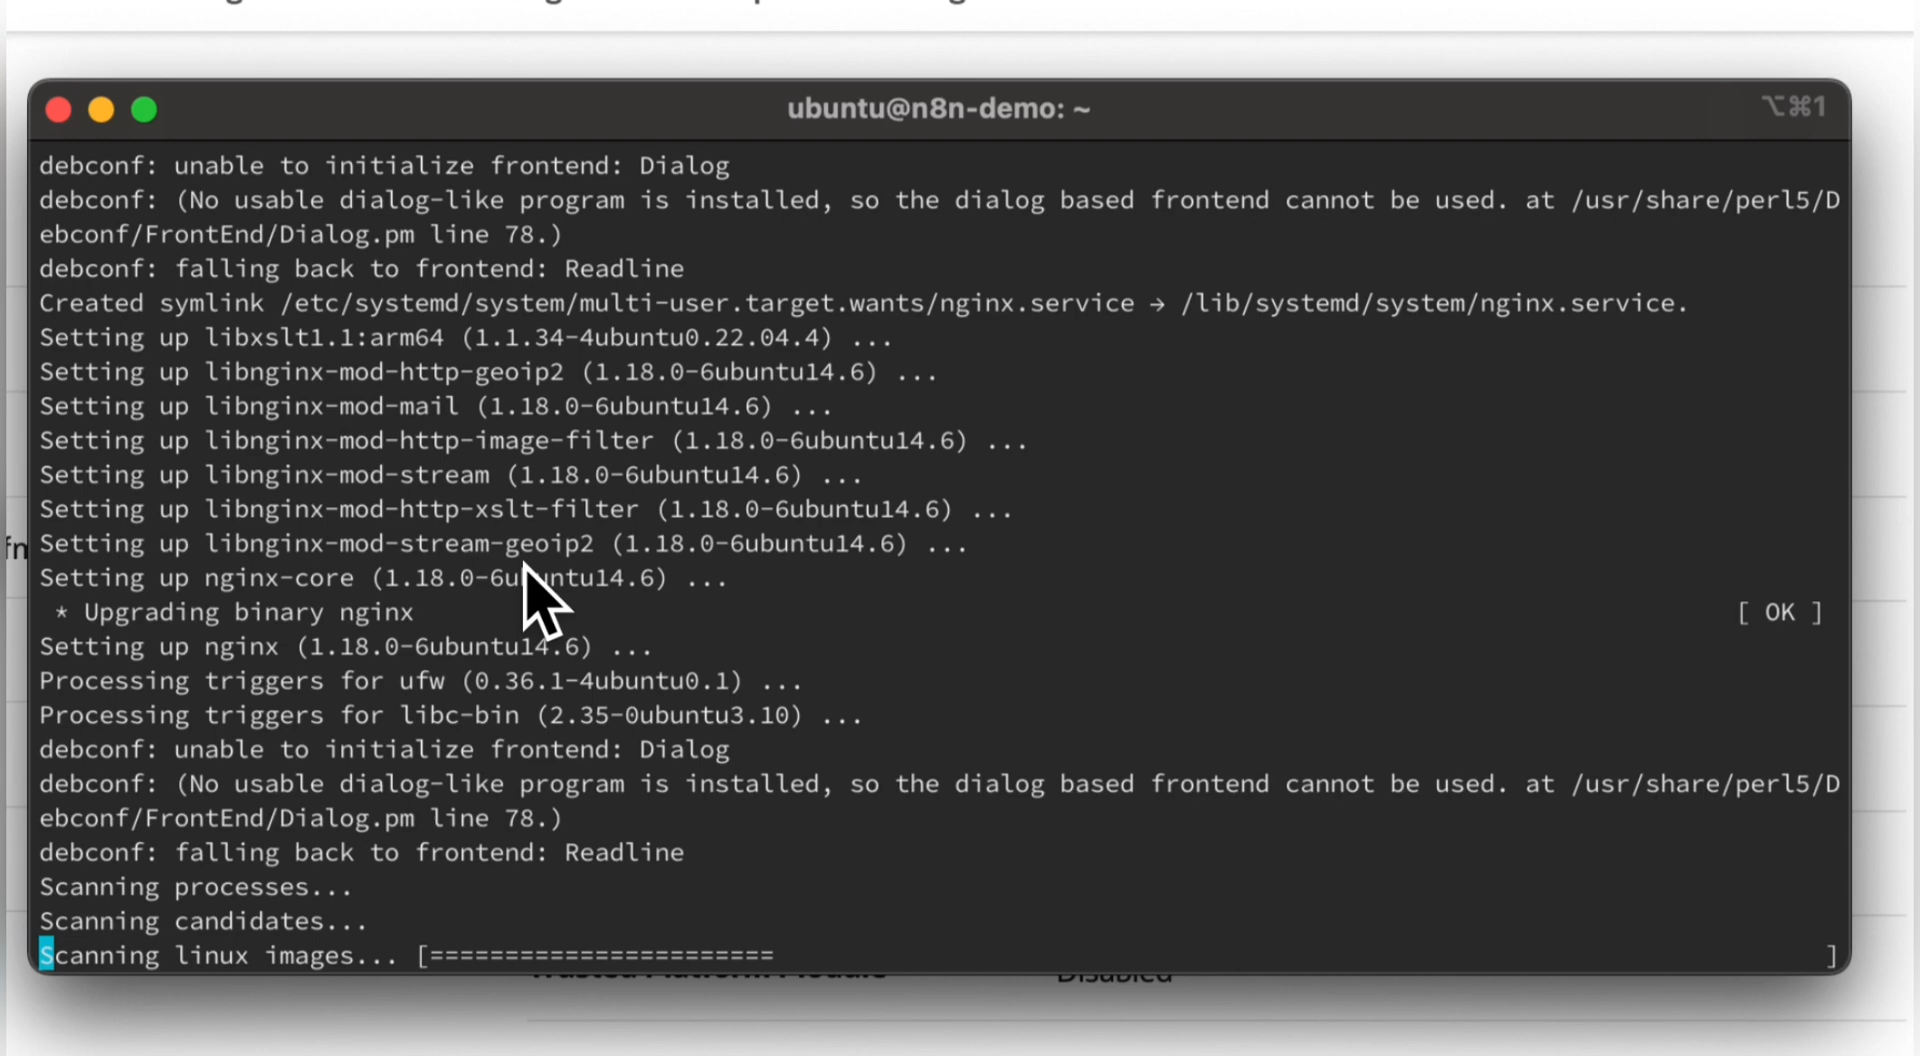 ubuntu@n8n-demo: ~
⌥⌘1
debconf: unable to initialize frontend: Dialog
debconf: (No usable dialog-like program is installed, so the dialog based frontend cannot be used. at /usr/share/perl5/D
ebconf/FrontEnd/Dialog.pm line 78.)
debconf: falling back to frontend: Readline
Created symlink /etc/systemd/system/multi-user.target.wants/nginx.service → /lib/systemd/system/nginx.service.
Setting up libxslt1.1:arm64 (1.1.34-4ubuntu0.22.04.4) ...
Setting up libnginx-mod-http-geoip2 (1.18.0-6ubuntu14.6) ...
Setting up libnginx-mod-mail (1.18.0-6ubuntu14.6) ...
Setting up libnginx-mod-http-image-filter (1.18.0-6ubuntu14.6) ...
Setting up libnginx-mod-stream (1.18.0-6ubuntu14.6) ...
Setting up libnginx-mod-http-xslt-filter (1.18.0-6ubuntu14.6) ...
Setting up libnginx-mod-stream-geoip2 (1.18.0-6ubuntu14.6) ...
Setting up nginx-core (1.18.0-6ubuntu14.6) ...
 * Upgrading binary nginx [ OK ]
Setting up nginx (1.18.0-6ubuntu14.6) ...
Processing triggers for ufw (0.36.1-4ubuntu0.1) ...
Processing triggers for libc-bin (2.35-0ubuntu3.10) ...
debconf: unable to initialize frontend: Dialog
debconf: (No usable dialog-like program is installed, so the dialog based frontend cannot be used. at /usr/share/perl5/D
ebconf/FrontEnd/Dialog.pm line 78.)
debconf: falling back to frontend: Readline
Scanning processes...
Scanning candidates...
Scanning linux images... [======================= ]
Trusted Platform Module Disabled